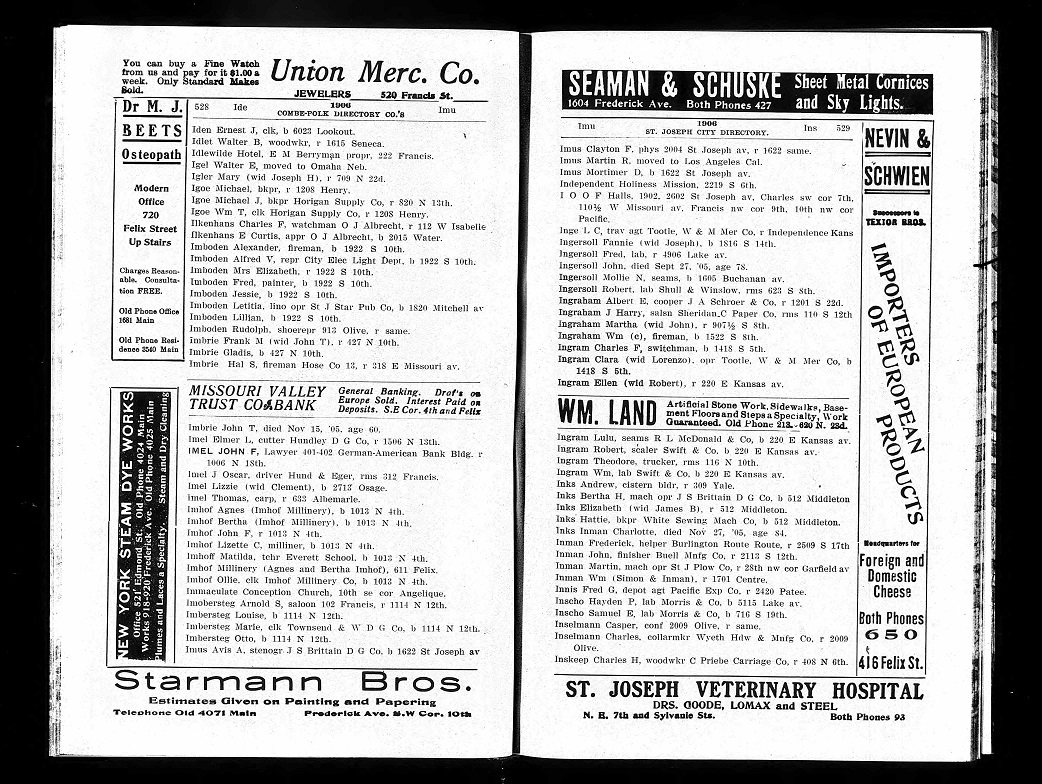 You can buy a Fine Watch
from us and pay for it $1.00 a
week. Only Standard Makes
Sold.
Union Merc. Co.
JEWELERS 520 Francis St.
528 Ide 1906 Imu
COMBE-POLK DIRECTORY CO.'S
Dr M. J.
BEETS
Osteopath
Modern
Office
720
Felix Street
Up Stairs
Charges Reason-
able. Consulta-
tion FREE.
Old Phone Office
1681 Main
Old Phone Resi-
dence 3540 Main
Iden Ernest J, clk, b 6023 Lookout.
Idlet Walter B, woodwkr, r 1615 Seneca.
Idlewilde Hotel, E M Berryman propr, 222 Francis.
Igel Walter E, moved to Omaha Neb.
Igler Mary (wid Joseph H), r 709 N 22d.
Igoe Michael, bkpr, r 1208 Henry.
Igoe Michael J, bkpr Horigan Supply Co, r 820 N 13th.
Igoe Wm T, clk Horigan Supply Co, r 1208 Henry.
Ilkenhans Charles F, watchman O J Albrecht, r 112 W Isabelle
Ilkenhans E Curtis, appr O J Albrecht, b 2015 Water.
Imboden Alexander, fireman, b 1922 S 10th.
Imboden Alfred V, repr City Elec Light Dept, b 1922 S 10th.
Imboden Mrs Elizabeth, r 1922 S 10th.
Imboden Fred, painter, b 1922 S 10th.
Imboden Jessie, b 1922 S 10th.
Imboden Letitia, lino opr St J Star Pub Co, b 1820 Mitchell av
Imboden Lillian, b 1922 S 10th.
Imboden Rudolph, shoerepr 913 Olive, r same.
Imbrie Frank M (wid John T), r 427 N 10th.
Imbrie Gladis, b 427 N 10th.
Imbrie Hal S, fireman Hose Co 13, r 318 E Missouri av.
MISSOURI VALLEY
TRUST CO. BANK
General Banking. Draf's on
Europe Sold. Interest Paid on
Deposits. S.E Cor. 4th and Felix
NEW YORK STEAM DYE WORKS
Office 521 Edmond St. Old Phone 4024 Main
Works 918-920 Frederick Ave. Old Phone 4025 Main
Plumes and Laces a Specialty. Steam and Dry Cleaning
Imbrie John T, died Nov 15, '05, age 60.
Imel Elmer L, cutter Hundley D G Co, r 1506 N 13th.
IMEL JOHN F, Lawyer 401-402 German-American Bank Bldg. r
1006 N 18th.
Imel J Oscar, driver Hund & Eger, rms 312 Francis.
Imel Lizzie (wid Clement), b 2713 Osage.
Imel Thomas, carp, r 633 Albemarle.
Imhof Agnes (Imhof Millinery), b 1013 N 4th.
Imhof Bertha (Imhof Millinery), b 1013 N 4th.
Imhof John F, r 1013 N 4th.
Imhof Lizette C, milliner, b 1013 N 4th.
Imhoff Matilda, tchr Everett School, b 1013 N 4th.
Imhof Millinery (Agnes and Bertha Imhof), 611 Felix.
Imhof Ollie, clk Imhof Millinery Co, b 1013 N 4th.
Immaculate Conception Church, 10th se cor Angelique.
Imobersteg Arnold S, saloon 102 Francis, r 1114 N 12th.
Imbersteg Louise, b 1114 N 12th.
Imbersteg Marie, clk Townsend & W D G Co, b 1114 N 12th.
Imbersteg Otto, b 1114 N 12th.
Imus Avis A, stenogr J S Brittain D G Co, b 1622 St Joseph av
Starmann Bros.
Estimates Given on Painting and Papering
Telephone Old 4071 Main Frederick Ave. S.W Cor. 10th
SEAMAN & SCHUSKE
1604 Frederick Ave. Both Phones 427
Sheet Metal Cornices
and Sky Lights.
Imu 1906 Ins 529
ST. JOSEPH CITY DIRECTORY.
Imus Clayton F, phys 2004 St Joseph av, r 1622 same.
Imus Martin R, moved to Los Angeles Cal.
Imus Mortimer D, b 1622 St Joseph av.
Independent Holiness Mission, 2219 S 6th.
I O O F Halls, 1902, 2602 St Joseph av, Charles sw cor 7th,
110½ W Missouri av. Francis nw cor 9th, 10th nw cor
Pacific.
Inge L C, trav agt Tootle, W & M Mer Co, r Independence Kans
Ingersoll Fannie (wid Joseph), b 1816 S 14th.
Ingersoll Fred, lab, r 4906 Lake av.
Ingersoll John, died Sept 27, '05, age 78.
Ingersoll Mollie N, seams, b 1605 Buchanan av.
Ingersoll Robert, lab Shull & Winslow, rms 623 S 8th.
Ingraham Albert E, cooper J A Schroer & Co, r 1201 S 22d.
Ingraham J Harry, salsn Sheridan C Paper Co, rms 110 S 12th
Ingraham Martha (wid John), r 907½ S 8th.
Ingraham Wm (c), fireman, b 1522 S 8th.
Ingram Charles F, switchman, b 1418 S 5th.
Ingram Clara (wid Lorenzo), opr Tootle, W & M Mer Co, b
1418 S 5th.
Ingram Ellen (wid Robert), r 220 E Kansas av.
WM. LAND
Artificial Stone Work, Sidewalks, Base-
ment Floors and Steps a Specialty, Work
Guaranteed. Old Phone 213. -620 N. 23d.
Ingram Lulu, seams R L McDonald & Co, b 220 E Kansas av.
Ingram Robert, scaler Swift & Co, b 220 E Kansas av.
Ingram Theodore, trucker, rms 116 N 10th.
Ingram Wm, lab Swift & Co, b 220 E Kansas av.
Inks Andrew, cistern bldr, r 309 Yale.
Inks Bertha H, mach opr J S Brittain D G Co, b 512 Middleton
Inks Elizabeth (wid James B), r 512 Middleton.
Inks Hattie, bkpr White Sewing Mach Co, b 512 Middleton.
Inks Inman Charlotte, died Nov 27, '05, age 84.
Inman Frederick, helper Burlington Route Route, r 2509 S 17th
Inman John, finisher Buell Mnfg Co, r 2113 S 12th.
Inman Martin, mach opr St J Plow Co, r 28th nw cor Garfield av
Inman Wm (Simon & Inman), r 1701 Centre.
Innis Fred G, depot agt Pacific Exp Co, r 2420 Patee.
Inscho Hayden P, lab Morris & Co, b 5115 Lake av.
Inscho Samuel E, lab Morris & Co, b 716 S 19th.
Inselmann Casper, conf 2009 Olive, r same.
Inselmann Charles, collarmkr Wyeth Hdw & Mnfg Co, r 2009
Olive.
Inskeep Charles H, woodwkr C Priebe Carriage Co, r 408 N 6th.
NEVIN &
SCHWIEN
Successors to
TEXIOR BROS.
IMPORTERS
OF EUROPEAN
PRODUCTS
Headquarters for
Foreign and
Domestic
Cheese
Both Phones
650
416 Felix St.
ST. JOSEPH VETERINARY HOSPITAL
DRS. GOODE, LOMAX and STEEL
N. E. 7th and Sylvanie Sts. Both Phones 93